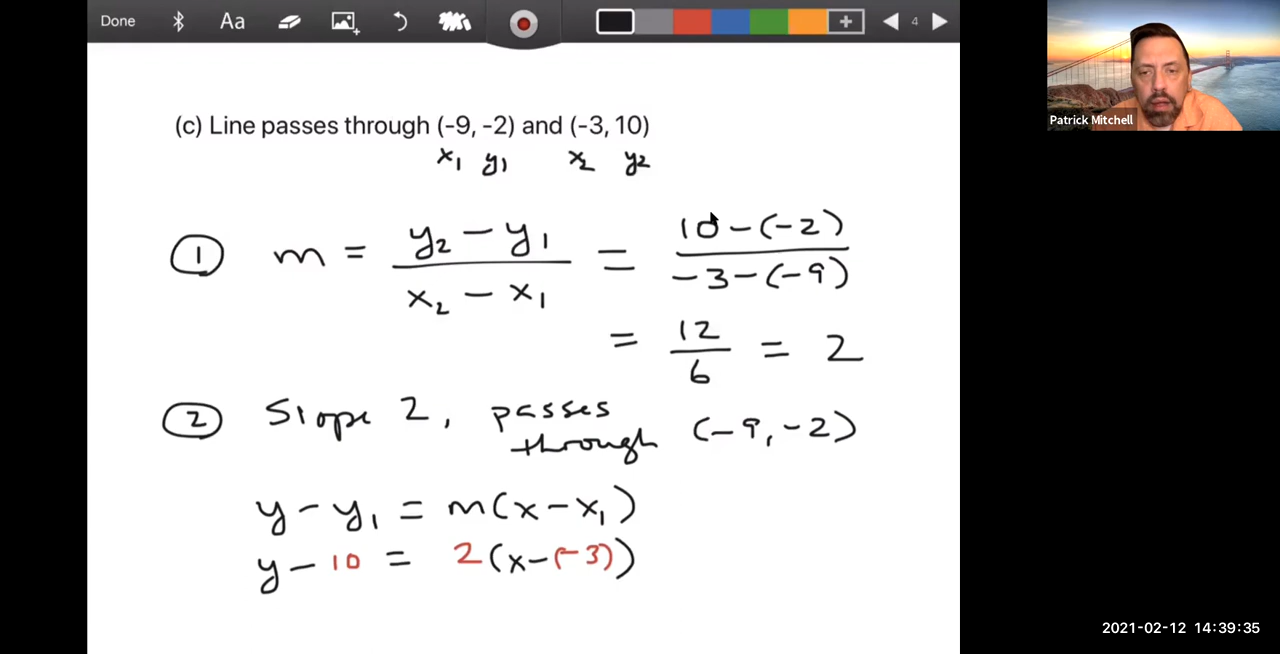 Done Aa 4
Patrick Mitchell
(c) Line passes through (-9, -2) and (-3, 10)
x₁ y₁ x₂ y₂
① m = (y₂ - y₁)/(x₂ - x₁) = (10 - (-2))/(-3 - (-9))
= 12/6 = 2
② Slope 2, passes through (-9, -2)
y - y₁ = m(x - x₁)
y - 10 = 2(x - (-3))
2021-02-12 14:39:35